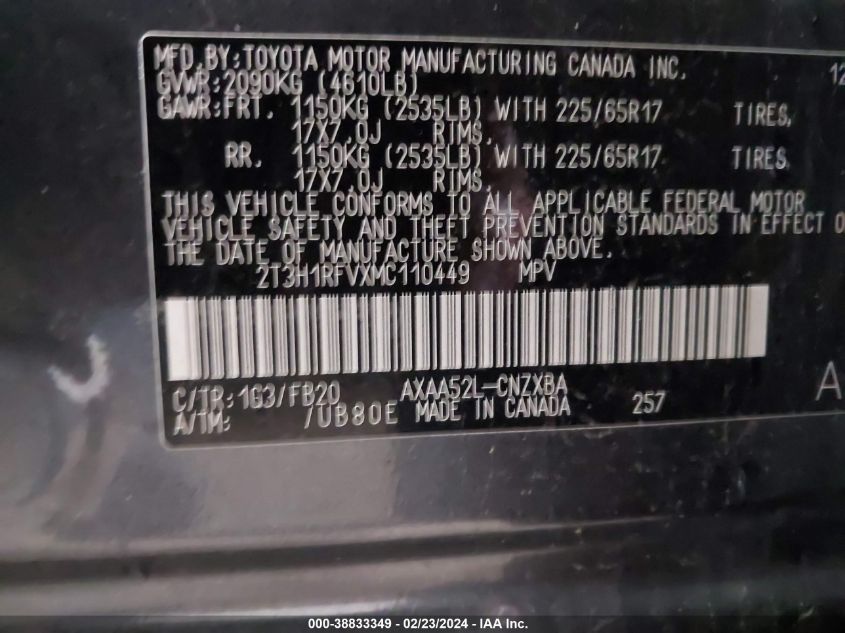 MFD.BY:TOYOTA MOTOR MANUFACTURING CANADA INC. 12
GVWR:2090KG (4610LB)
GAWR:FRT. 1150KG (2535LB) WITH 225/65R17 TIRES,
17X7.0J RIMS,
RR. 1150KG (2535LB) WITH 225/65R17 TIRES
17X7.0J RIMS,
THIS VEHICLE CONFORMS TO ALL APPLICABLE FEDERAL MOTOR
VEHICLE SAFETY AND THEFT PREVENTION STANDARDS IN EFFECT O
THE DATE OF MANUFACTURE SHOWN ABOVE.
2T3H1RFVXMC110449 MPV
C/TR:1G3/FB20 AXAA52L-CNZXBA A
A/TM: /UB80E MADE IN CANADA 257
000-38833349 - 02/23/2024 - IAA Inc.